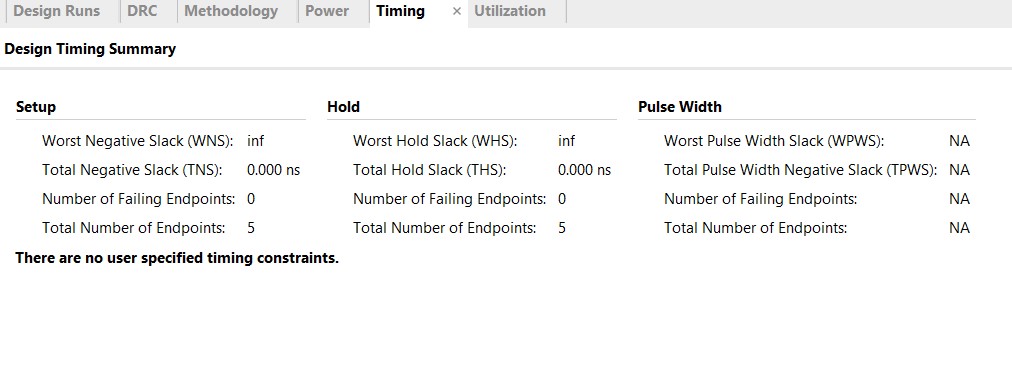 Design Runs DRC Methodology Power Timing × Utilization
Design Timing Summary
Setup Hold Pulse Width
Worst Negative Slack (WNS): inf Worst Hold Slack (WHS): inf Worst Pulse Width Slack (WPWS): NA
Total Negative Slack (TNS): 0.000 ns Total Hold Slack (THS): 0.000 ns Total Pulse Width Negative Slack (TPWS): NA
Number of Failing Endpoints: 0 Number of Failing Endpoints: 0 Number of Failing Endpoints: NA
Total Number of Endpoints: 5 Total Number of Endpoints: 5 Total Number of Endpoints: NA
There are no user specified timing constraints.